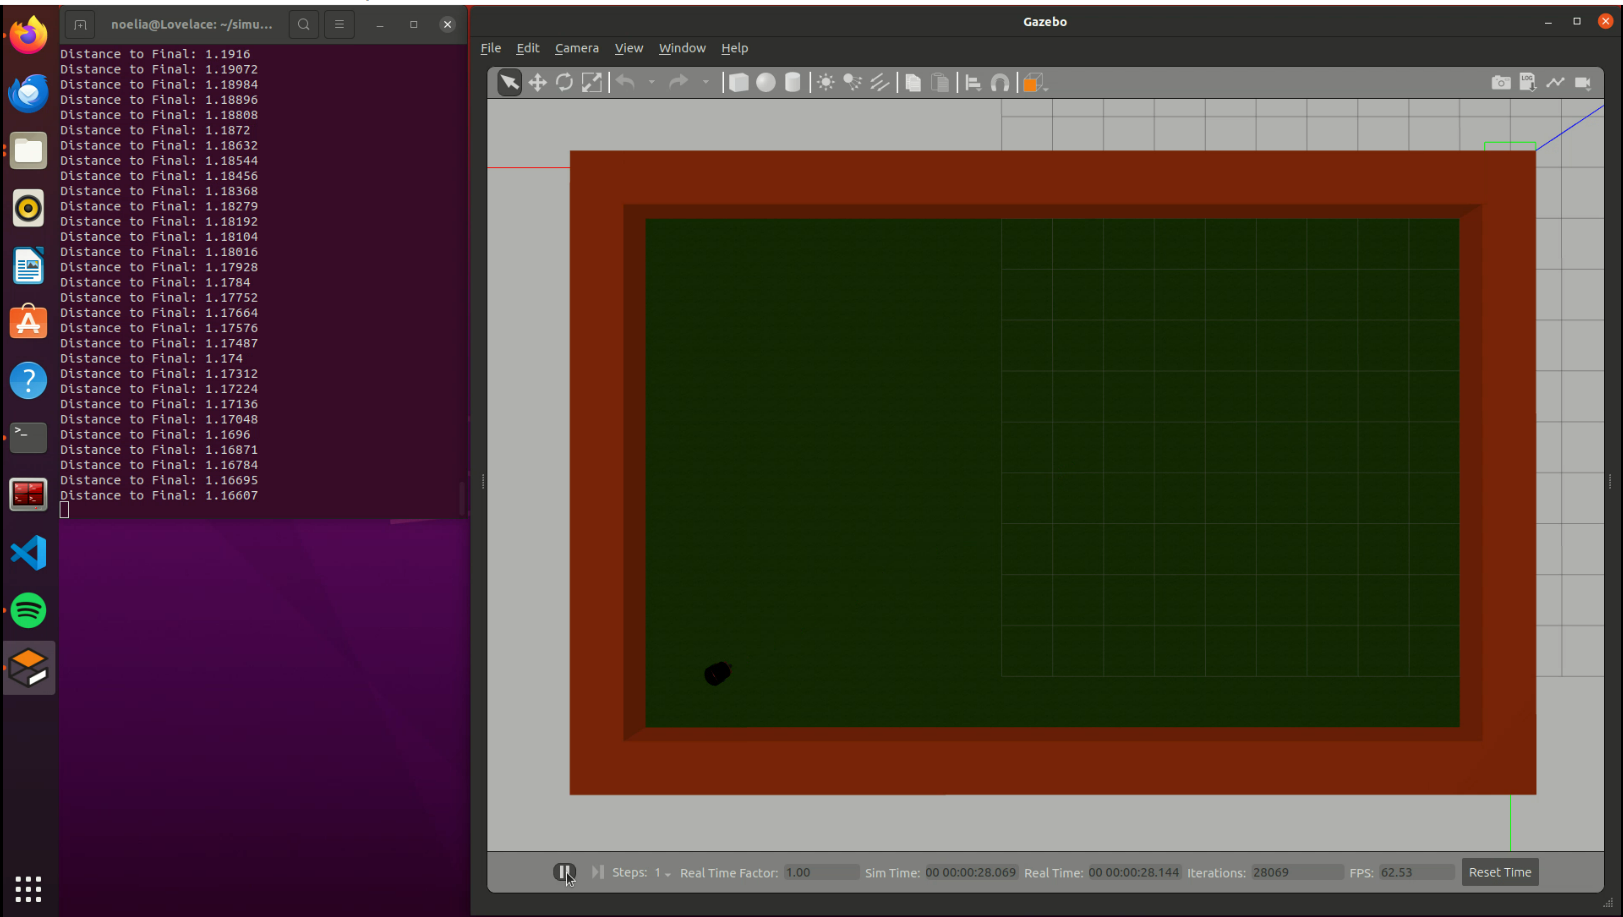 noelia@Lovelace: ~/simu...
Distance to Final: 1.1916
Distance to Final: 1.19072
Distance to Final: 1.18984
Distance to Final: 1.18896
Distance to Final: 1.18808
Distance to Final: 1.1872
Distance to Final: 1.18632
Distance to Final: 1.18544
Distance to Final: 1.18456
Distance to Final: 1.18368
Distance to Final: 1.18279
Distance to Final: 1.18192
Distance to Final: 1.18104
Distance to Final: 1.18016
Distance to Final: 1.17928
Distance to Final: 1.1784
Distance to Final: 1.17752
Distance to Final: 1.17664
Distance to Final: 1.17576
Distance to Final: 1.17487
Distance to Final: 1.174
Distance to Final: 1.17312
Distance to Final: 1.17224
Distance to Final: 1.17136
Distance to Final: 1.17048
Distance to Final: 1.1696
Distance to Final: 1.16871
Distance to Final: 1.16784
Distance to Final: 1.16695
Distance to Final: 1.16607
Gazebo
File Edit Camera View Window Help
LOG
Steps: 1 Real Time Factor: 1.00 Sim Time: 00 00:00:28.069 Real Time: 00 00:00:28.144 Iterations: 28069 FPS: 62.53 Reset Time